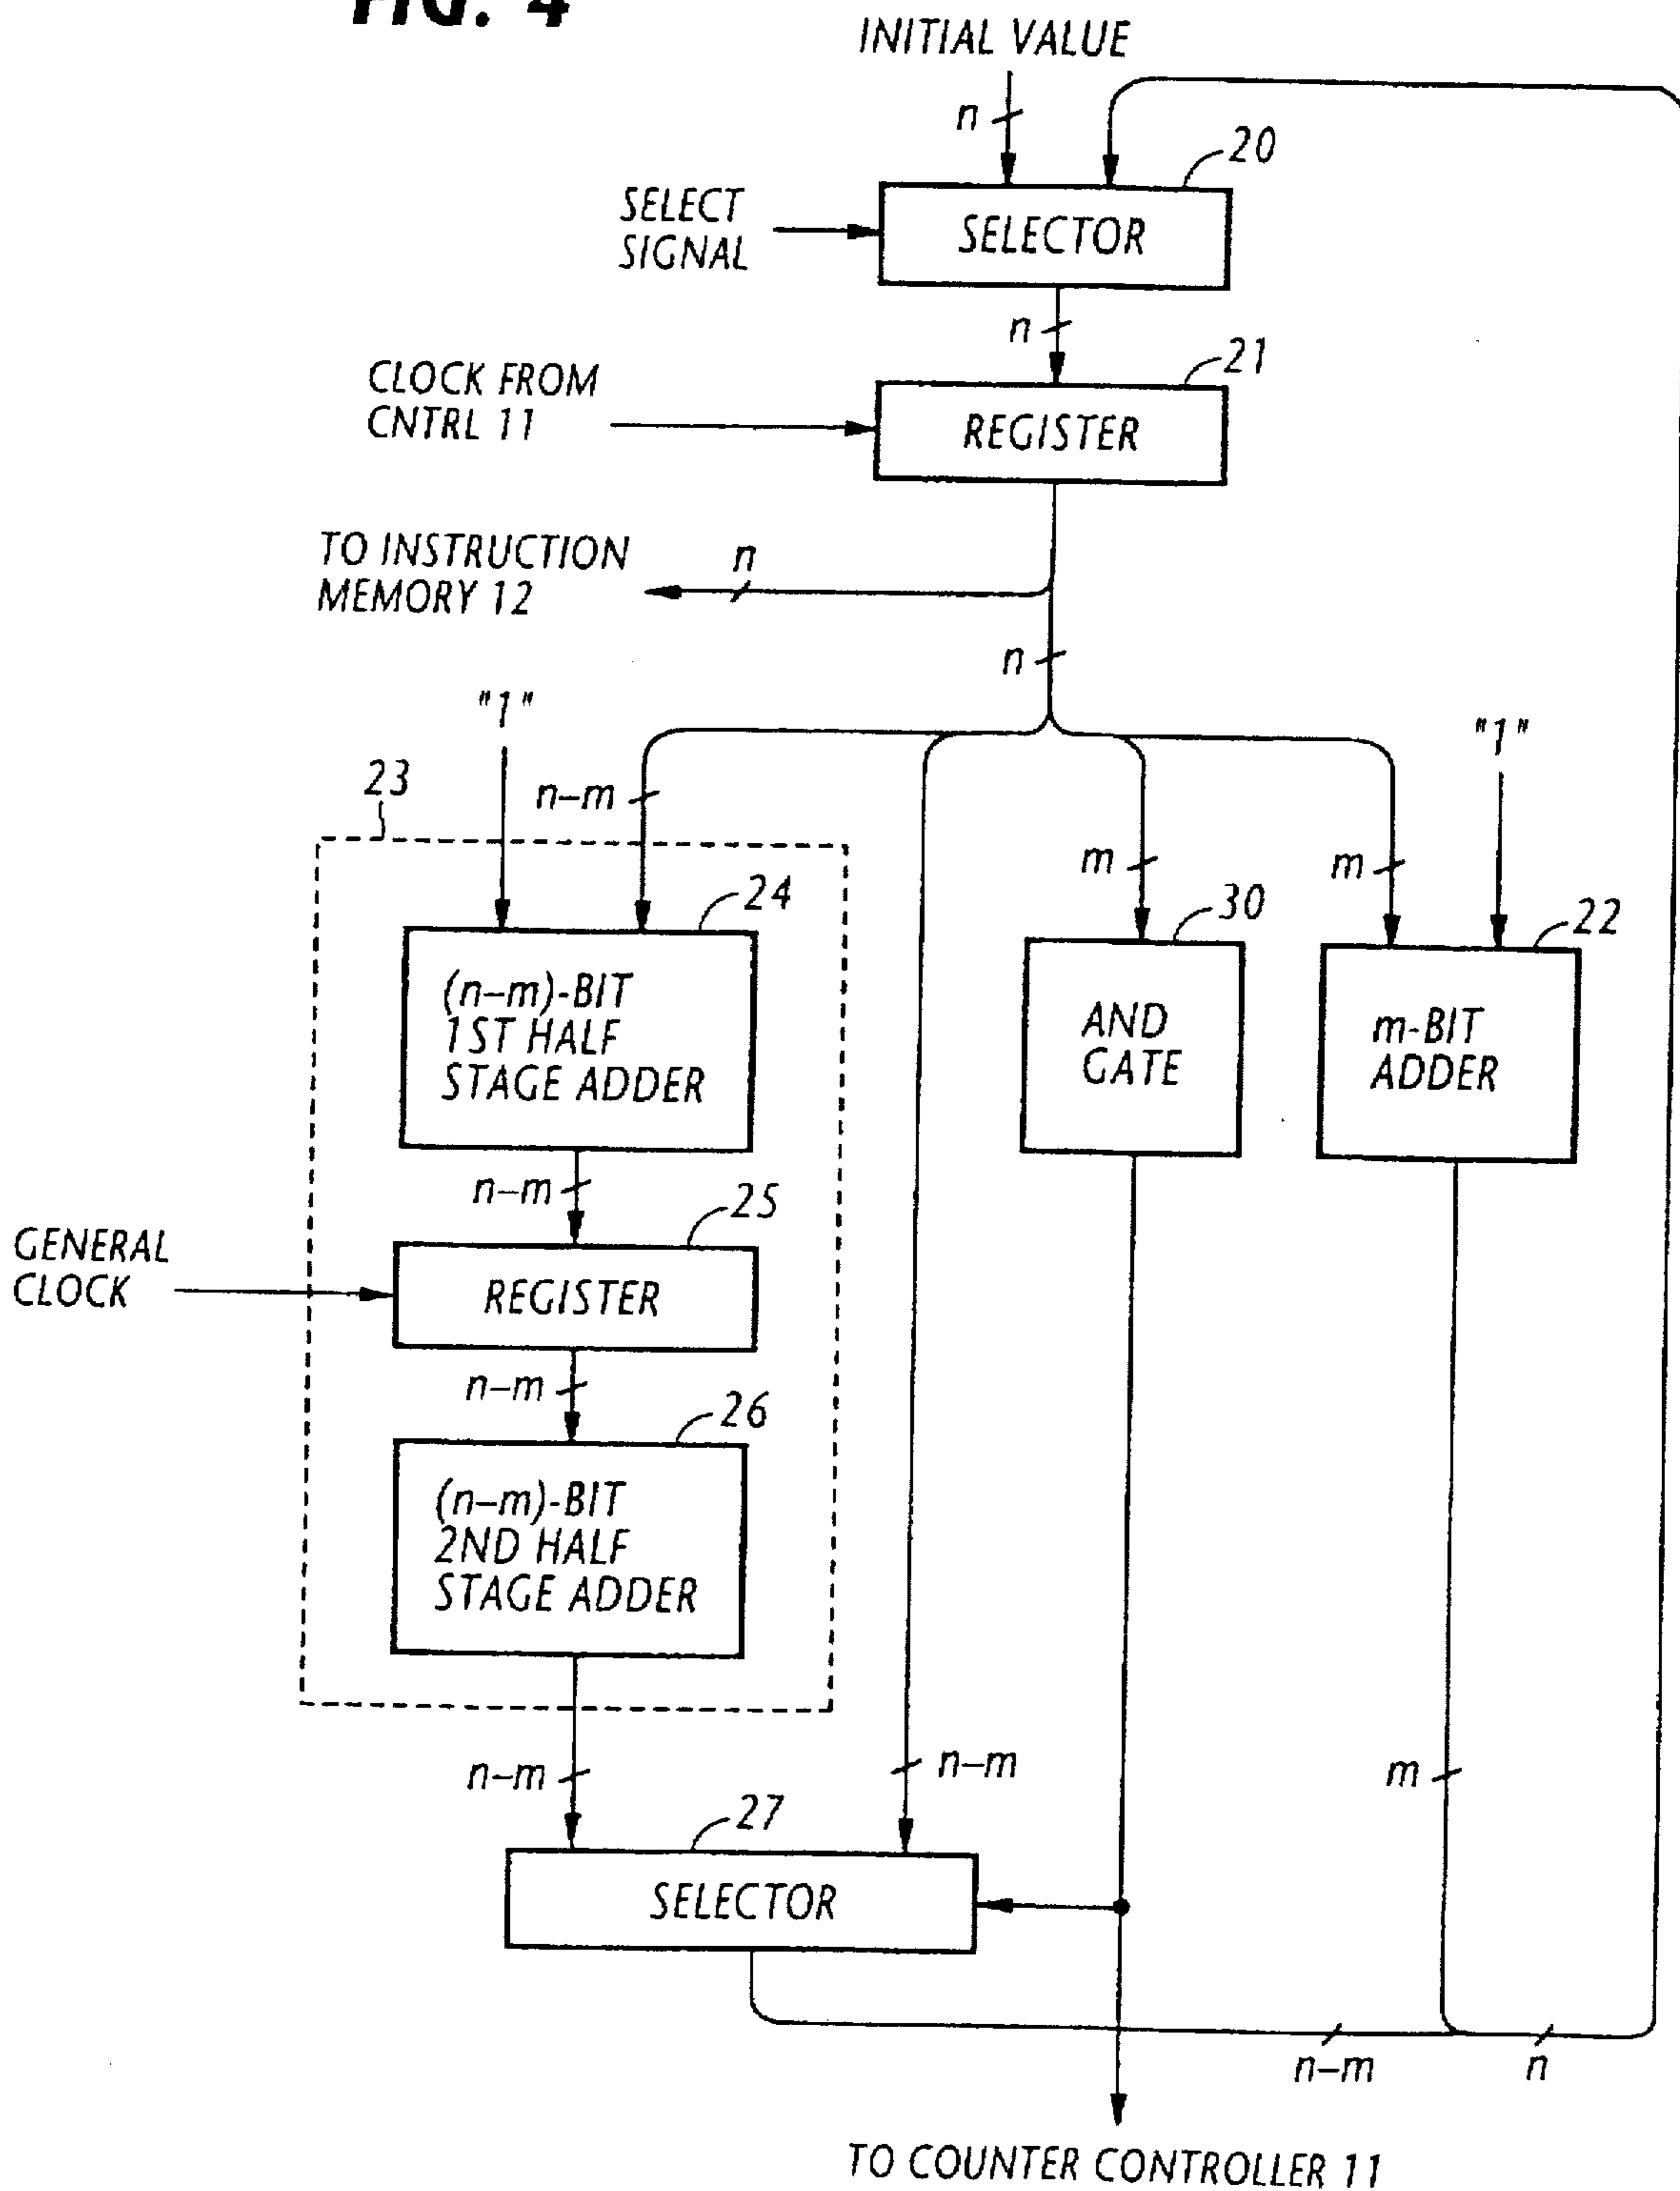 FIG. 4
INITIAL VALUE
n
20
SELECT
SIGNAL
SELECTOR
n
21
CLOCK FROM
CNTRL 11
REGISTER
TO INSTRUCTION
MEMORY 12
n
n
"1"
"1"
23
n–m
m
m
24
30
22
(n–m)-BIT
1ST HALF
STAGE ADDER
AND
GATE
m-BIT
ADDER
n–m
25
GENERAL
CLOCK
REGISTER
n–m
26
(n–m)-BIT
2ND HALF
STAGE ADDER
n–m
n–m
m
27
SELECTOR
n–m
n
TO COUNTER CONTROLLER 11